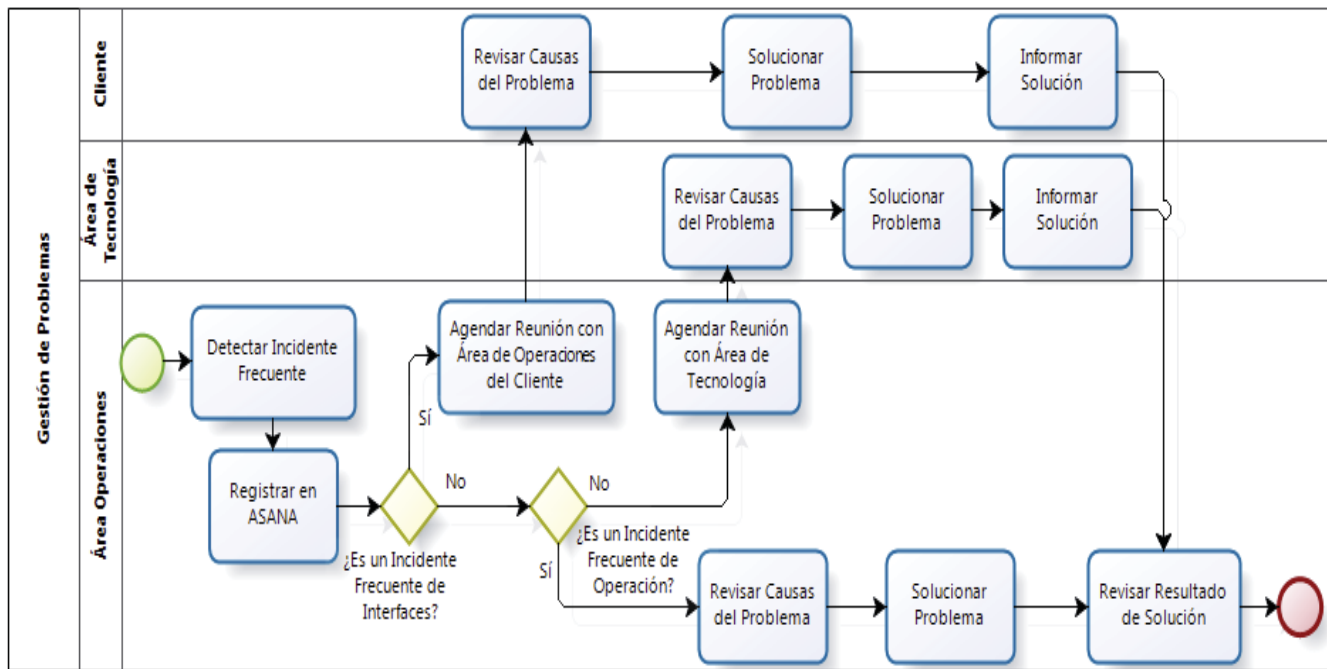 Gestión de Problemas
Cliente
Revisar Causas
del Problema
Solucionar
Problema
Informar
Solución
Área de
Tecnología
Revisar Causas
del Problema
Solucionar
Problema
Informar
Solución
Área Operaciones
Detectar Incidente
Frecuente
Agendar Reunión con
Área de Operaciones
del Cliente
Agendar Reunión
con Área de
Tecnología
Sí
Registrar en
ASANA
No
No
¿Es un Incidente
Frecuente de
Interfaces?
¿Es un Incidente
Frecuente de
Operación?
Sí
Revisar Causas
del Problema
Solucionar
Problema
Revisar Resultado
de Solución